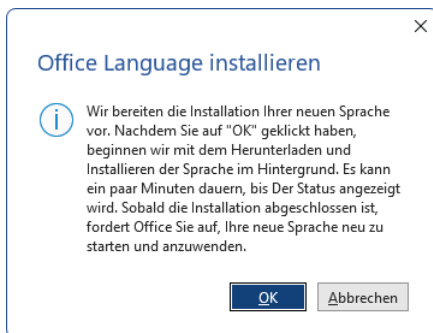 Office Language installieren
Wir bereiten die Installation Ihrer neuen Sprache
vor. Nachdem Sie auf "OK" geklickt haben,
beginnen wir mit dem Herunterladen und
Installieren der Sprache im Hintergrund. Es kann
ein paar Minuten dauern, bis Der Status angezeigt
wird. Sobald die Installation abgeschlossen ist,
fordert Office Sie auf, Ihre neue Sprache neu zu
starten und anzuwenden.
OK Abbrechen